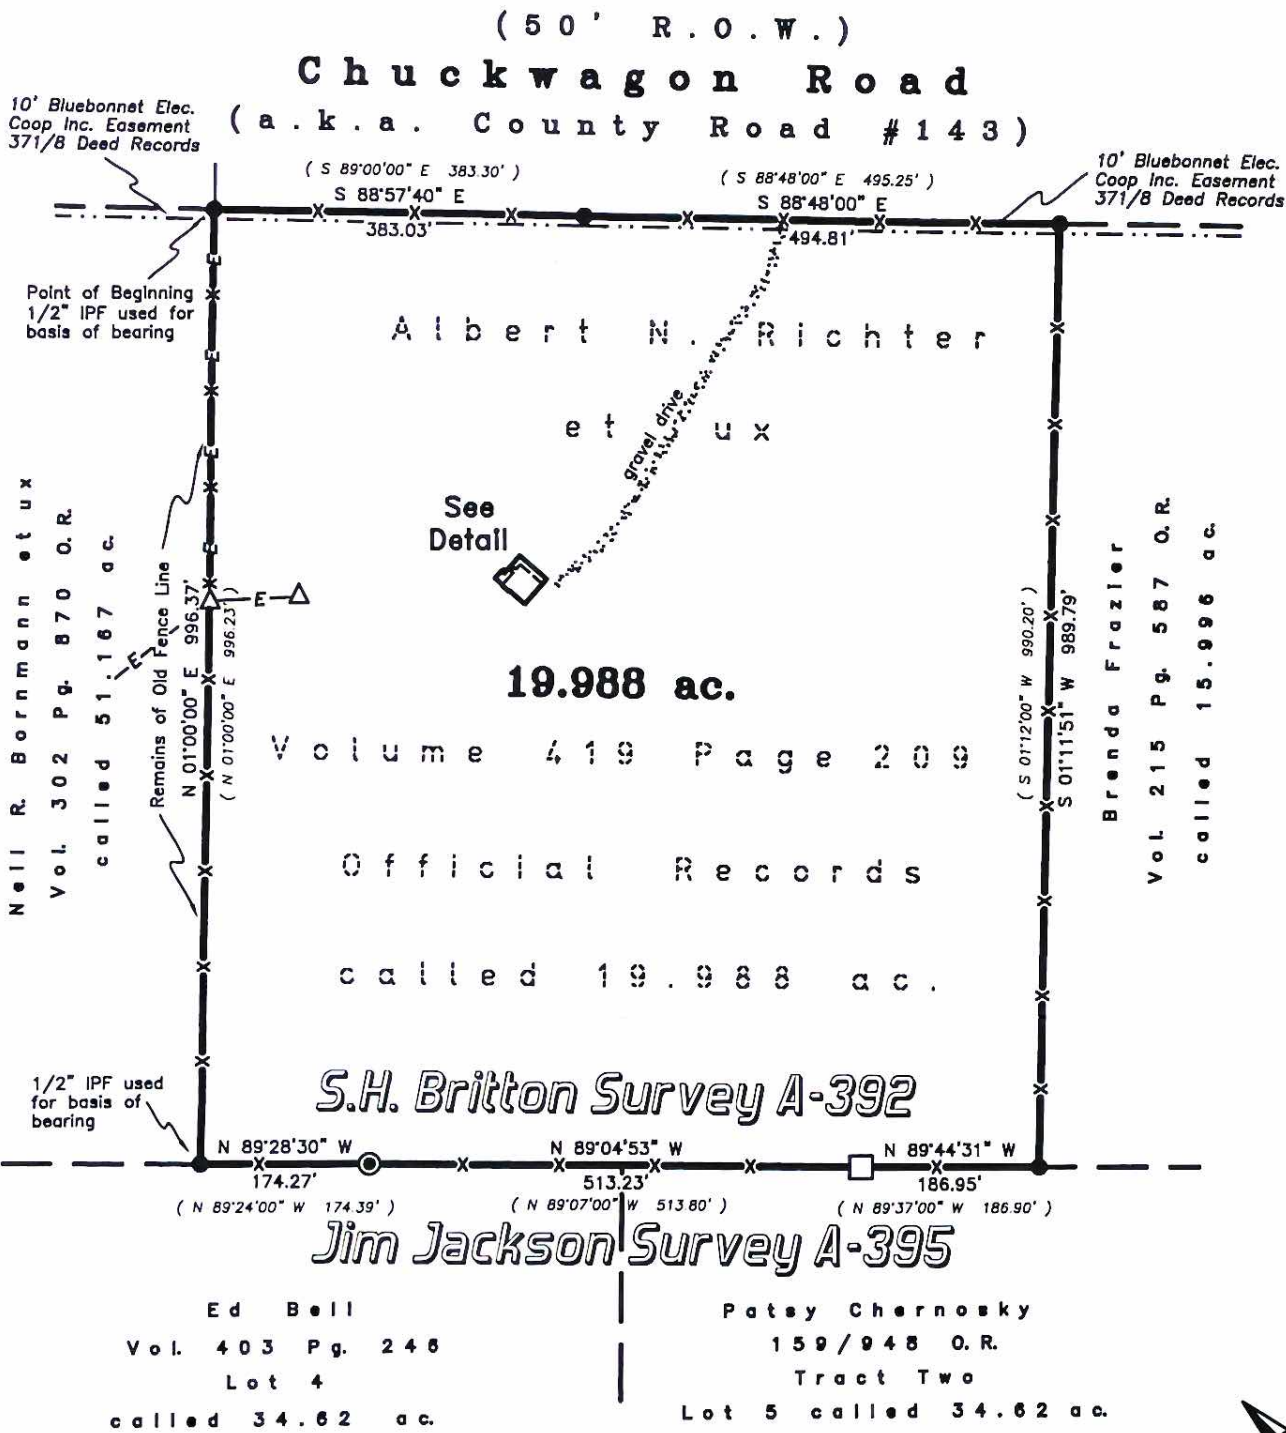 (50' R.O.W.)
Chuckwagon Road
(a.k.a. County Road #143)
10' Bluebonnet Elec.
Coop Inc. Easement
371/8 Deed Records
10' Bluebonnet Elec.
Coop Inc. Easement
371/8 Deed Records
( S 89°00'00" E 383.30' )
S 88°57'40" E
383.03'
( S 88°48'00" E 495.25' )
S 88°48'00" E
494.81'
Point of Beginning
1/2" IPF used for
basis of bearing
Albert N. Richter
et ux
gravel drive
See
Detail
19.988 ac.
Volume 419 Page 209
Official Records
called 19.988 ac.
Nell R. Bornmann et ux
Vol. 302 Pg. 870 O.R.
called 51.167 ac.
Remains of Old Fence Line
N 01°00'00" E 996.37'
( N 01°00'00" E 996.23' )
E
E
E
E
E
E
( S 01°12'00" W 990.20' )
S 01°11'51" W 989.79'
Brenda Frazier
Vol. 215 Pg. 587 O.R.
called 15.996 ac.
1/2" IPF used
for basis of
bearing
S.H. Britton Survey A-392
N 89°28'30" W
174.27'
( N 89°24'00" W 174.39' )
N 89°04'53" W
513.23'
( N 89°07'00" W 513.80' )
N 89°44'31" W
186.95'
( N 89°37'00" W 186.90' )
Jim Jackson Survey A-395
Ed Bell
Vol. 403 Pg. 246
Lot 4
called 34.62 ac.
Patsy Chernosky
159/948 O.R.
Tract Two
Lot 5 called 34.62 ac.